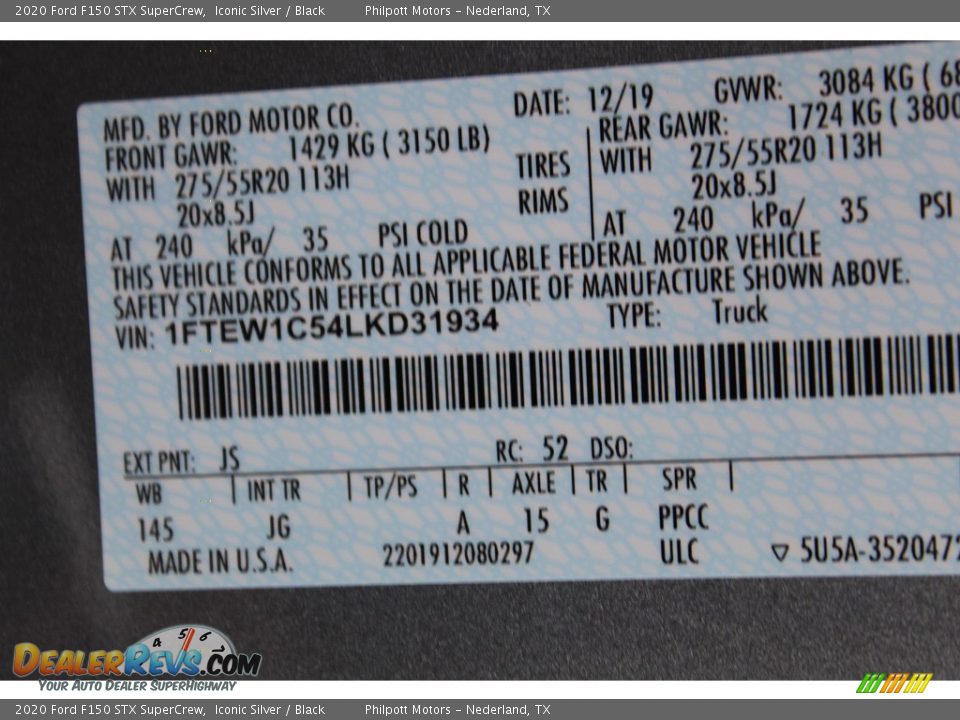 2020 Ford F150 STX SuperCrew, Iconic Silver / Black Philpott Motors – Nederland, TX
MFD. BY FORD MOTOR CO. DATE: 12/19 GVWR: 3084 KG ( 68
FRONT GAWR: 1429 KG ( 3150 LB) REAR GAWR: 1724 KG ( 3800
WITH 275/55R20 113H TIRES WITH 275/55R20 113H
20x8.5J RIMS 20x8.5J
AT 240 kPa/ 35 PSI COLD AT 240 kPa/ 35 PSI
THIS VEHICLE CONFORMS TO ALL APPLICABLE FEDERAL MOTOR VEHICLE
SAFETY STANDARDS IN EFFECT ON THE DATE OF MANUFACTURE SHOWN ABOVE.
VIN: 1FTEW1C54LKD31934 TYPE: Truck
EXT PNT: JS RC: 52 DSO:
WB INT TR TP/PS R AXLE TR SPR
145 JG A 15 G PPCC
MADE IN U.S.A. 2201912080297 ULC ▽ 5U5A-3520472
4 5 6
DEALERREVS.COM
YOUR AUTO DEALER SUPERHIGHWAY
2020 Ford F150 STX SuperCrew, Iconic Silver / Black Philpott Motors – Nederland, TX